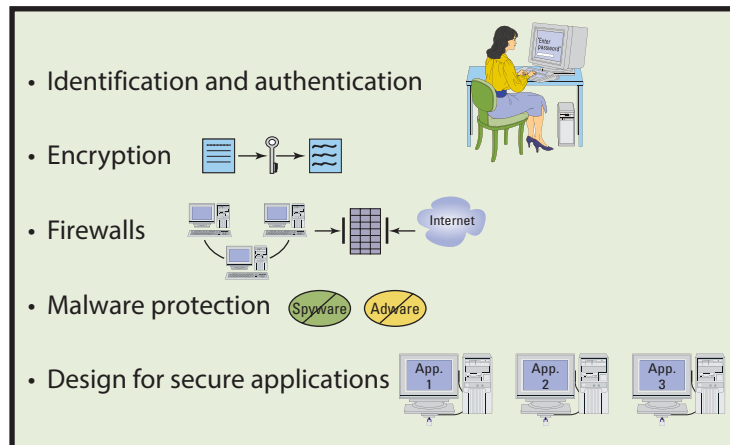 "Enter
password"
• Identification and authentication
• Encryption
• Firewalls
Internet
• Malware protection
Spyware
Adware
• Design for secure applications
App.
1
App.
2
App.
3